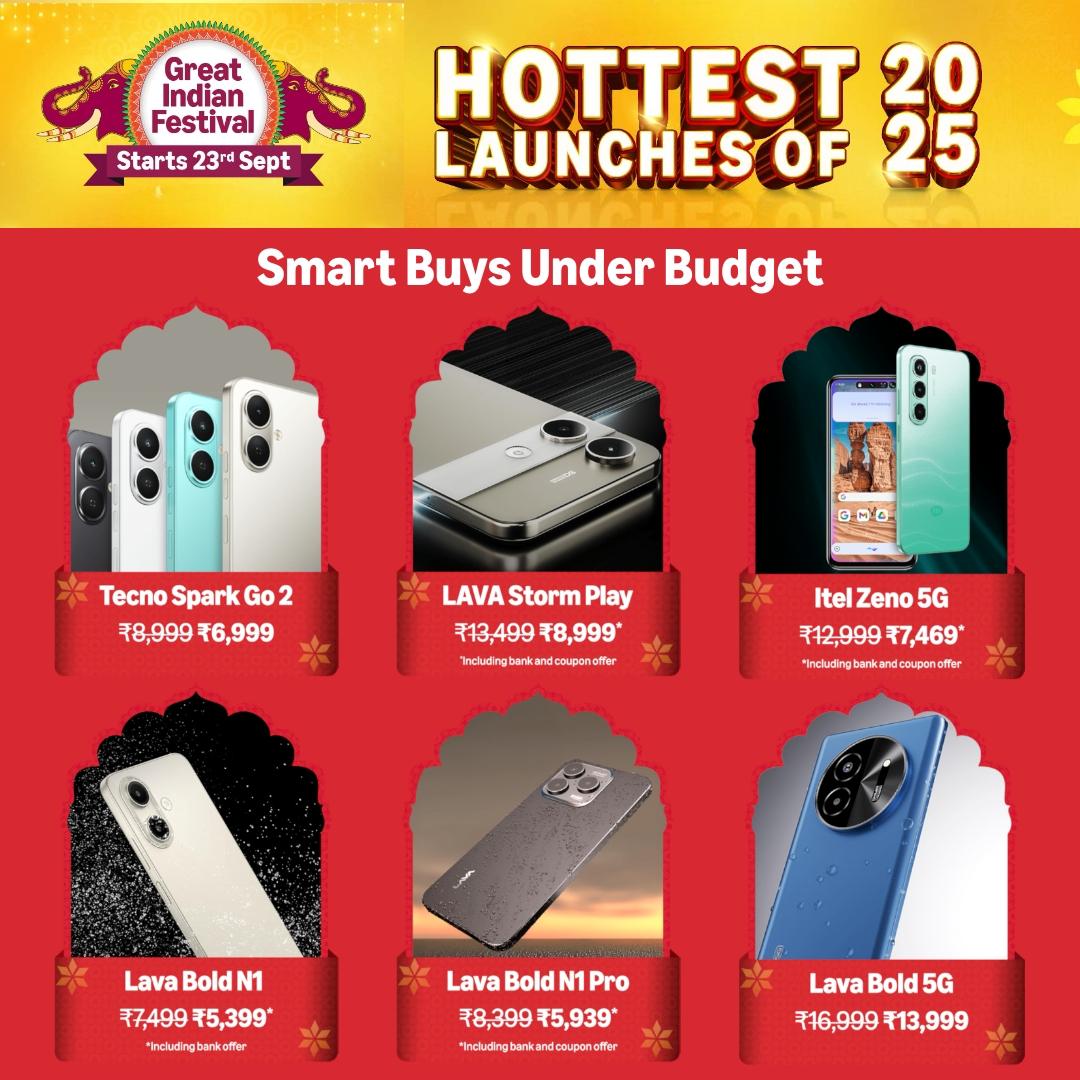 Great
Indian
Festival
Starts 23rd Sept
HOTTEST
LAUNCHES OF
20
25
Smart Buys Under Budget
Tecno Spark Go 2
₹8,999 ₹6,999
LAVA Storm Play
₹13,499 ₹8,999*
*Including bank and coupon offer
Itel Zeno 5G
₹12,999 ₹7,469*
*Including bank and coupon offer
LAVA
Lava Bold N1
₹7,499 ₹5,399*
*Including bank offer
Lava Bold N1 Pro
₹8,399 ₹5,939*
*Including bank and coupon offer
Lava Bold 5G
₹16,999 ₹13,999